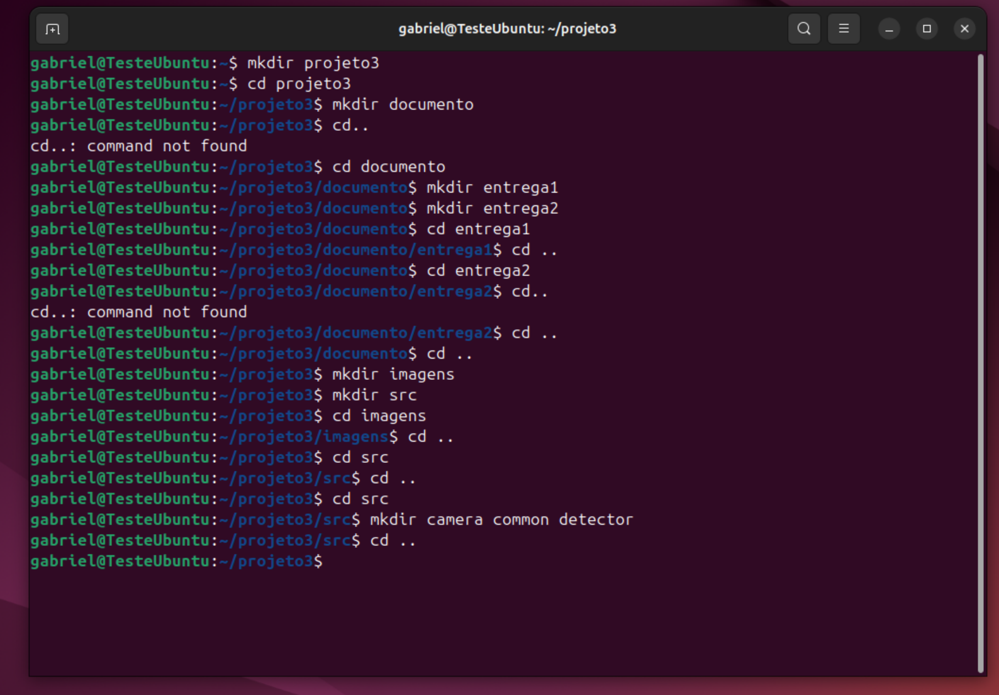 gabriel@TesteUbuntu: ~/projeto3
gabriel@TesteUbuntu:~$ mkdir projeto3
gabriel@TesteUbuntu:~$ cd projeto3
gabriel@TesteUbuntu:~/projeto3$ mkdir documento
gabriel@TesteUbuntu:~/projeto3$ cd..
cd..: command not found
gabriel@TesteUbuntu:~/projeto3$ cd documento
gabriel@TesteUbuntu:~/projeto3/documento$ mkdir entrega1
gabriel@TesteUbuntu:~/projeto3/documento$ mkdir entrega2
gabriel@TesteUbuntu:~/projeto3/documento$ cd entrega1
gabriel@TesteUbuntu:~/projeto3/documento/entrega1$ cd ..
gabriel@TesteUbuntu:~/projeto3/documento$ cd entrega2
gabriel@TesteUbuntu:~/projeto3/documento/entrega2$ cd..
cd..: command not found
gabriel@TesteUbuntu:~/projeto3/documento/entrega2$ cd ..
gabriel@TesteUbuntu:~/projeto3/documento$ cd ..
gabriel@TesteUbuntu:~/projeto3$ mkdir imagens
gabriel@TesteUbuntu:~/projeto3$ mkdir src
gabriel@TesteUbuntu:~/projeto3$ cd imagens
gabriel@TesteUbuntu:~/projeto3/imagens$ cd ..
gabriel@TesteUbuntu:~/projeto3$ cd src
gabriel@TesteUbuntu:~/projeto3/src$ cd ..
gabriel@TesteUbuntu:~/projeto3$ cd src
gabriel@TesteUbuntu:~/projeto3/src$ mkdir camera common detector
gabriel@TesteUbuntu:~/projeto3/src$ cd ..
gabriel@TesteUbuntu:~/projeto3$